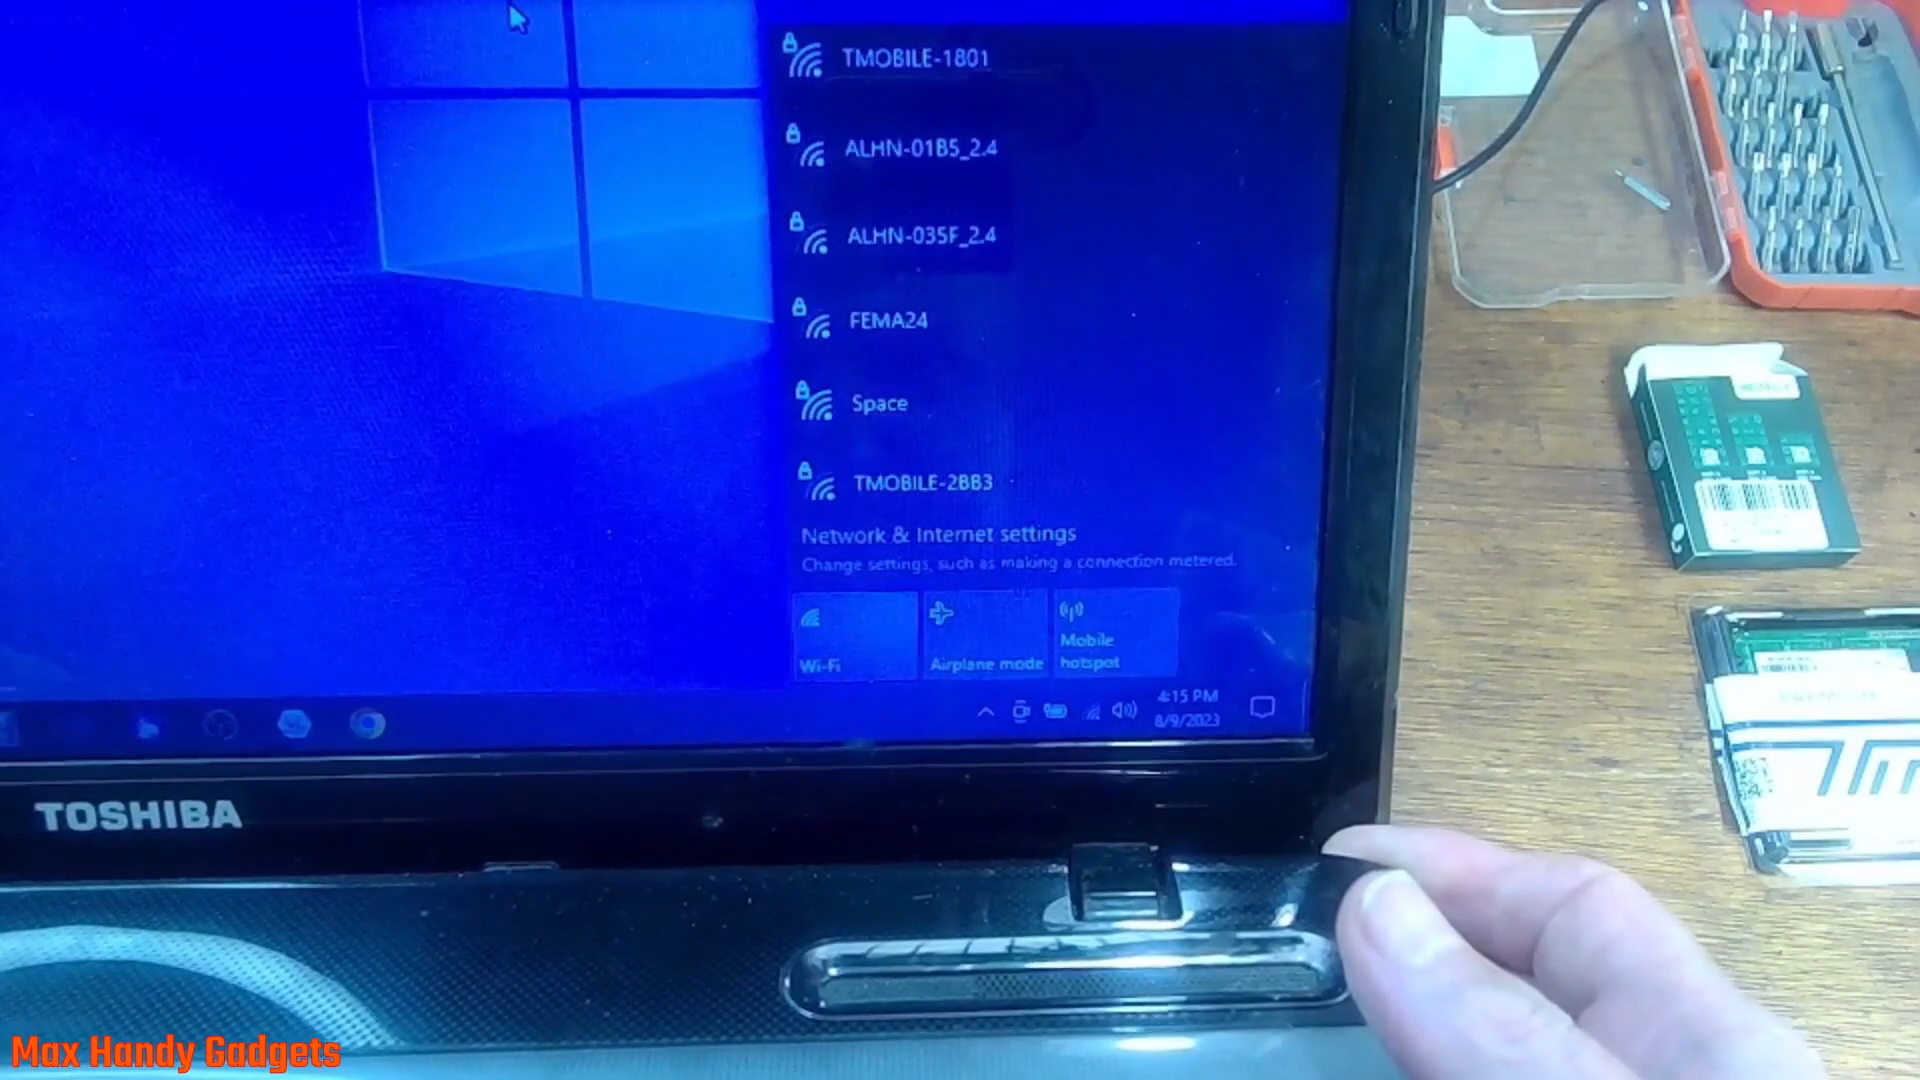 TMOBILE-1801
ALHN-01B5_2.4
ALHN-035F_2.4
FEMA24
Space
TMOBILE-2BB3
Network & Internet settings
Change settings, such as making a connection metered.
Wi-Fi
Airplane mode
Mobile
hotspot
4:15 PM
8/9/2023
TOSHIBA
Max Handy Gadgets